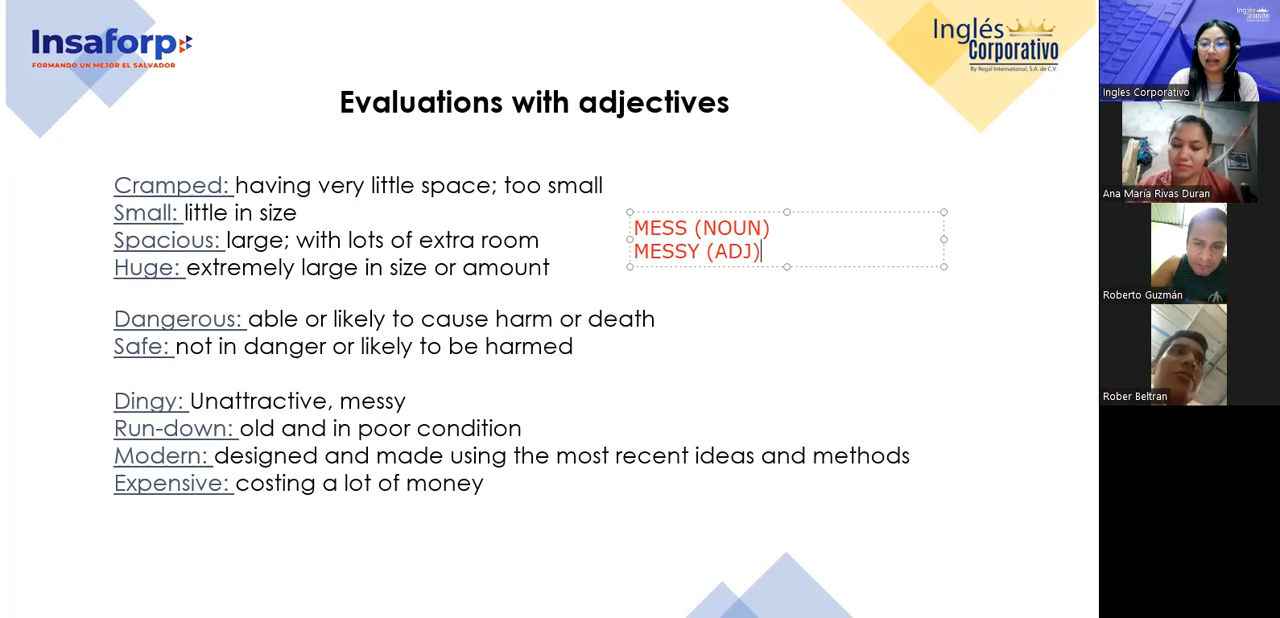 Insaforp
FORMANDO UN MEJOR EL SALVADOR
Inglés
Corporativo
By Regal International, S.A. de C.V.
Evaluations with adjectives
Cramped: having very little space; too small
Small: little in size
Spacious: large; with lots of extra room
Huge: extremely large in size or amount
MESS (NOUN)
MESSY (ADJ)
Dangerous: able or likely to cause harm or death
Safe: not in danger or likely to be harmed
Dingy: Unattractive, messy
Run-down: old and in poor condition
Modern: designed and made using the most recent ideas and methods
Expensive: costing a lot of money
Inglés
Corporativo
Ingles Corporativo
Ana María Rivas Duran
Roberto Guzmán
Rober Beltran